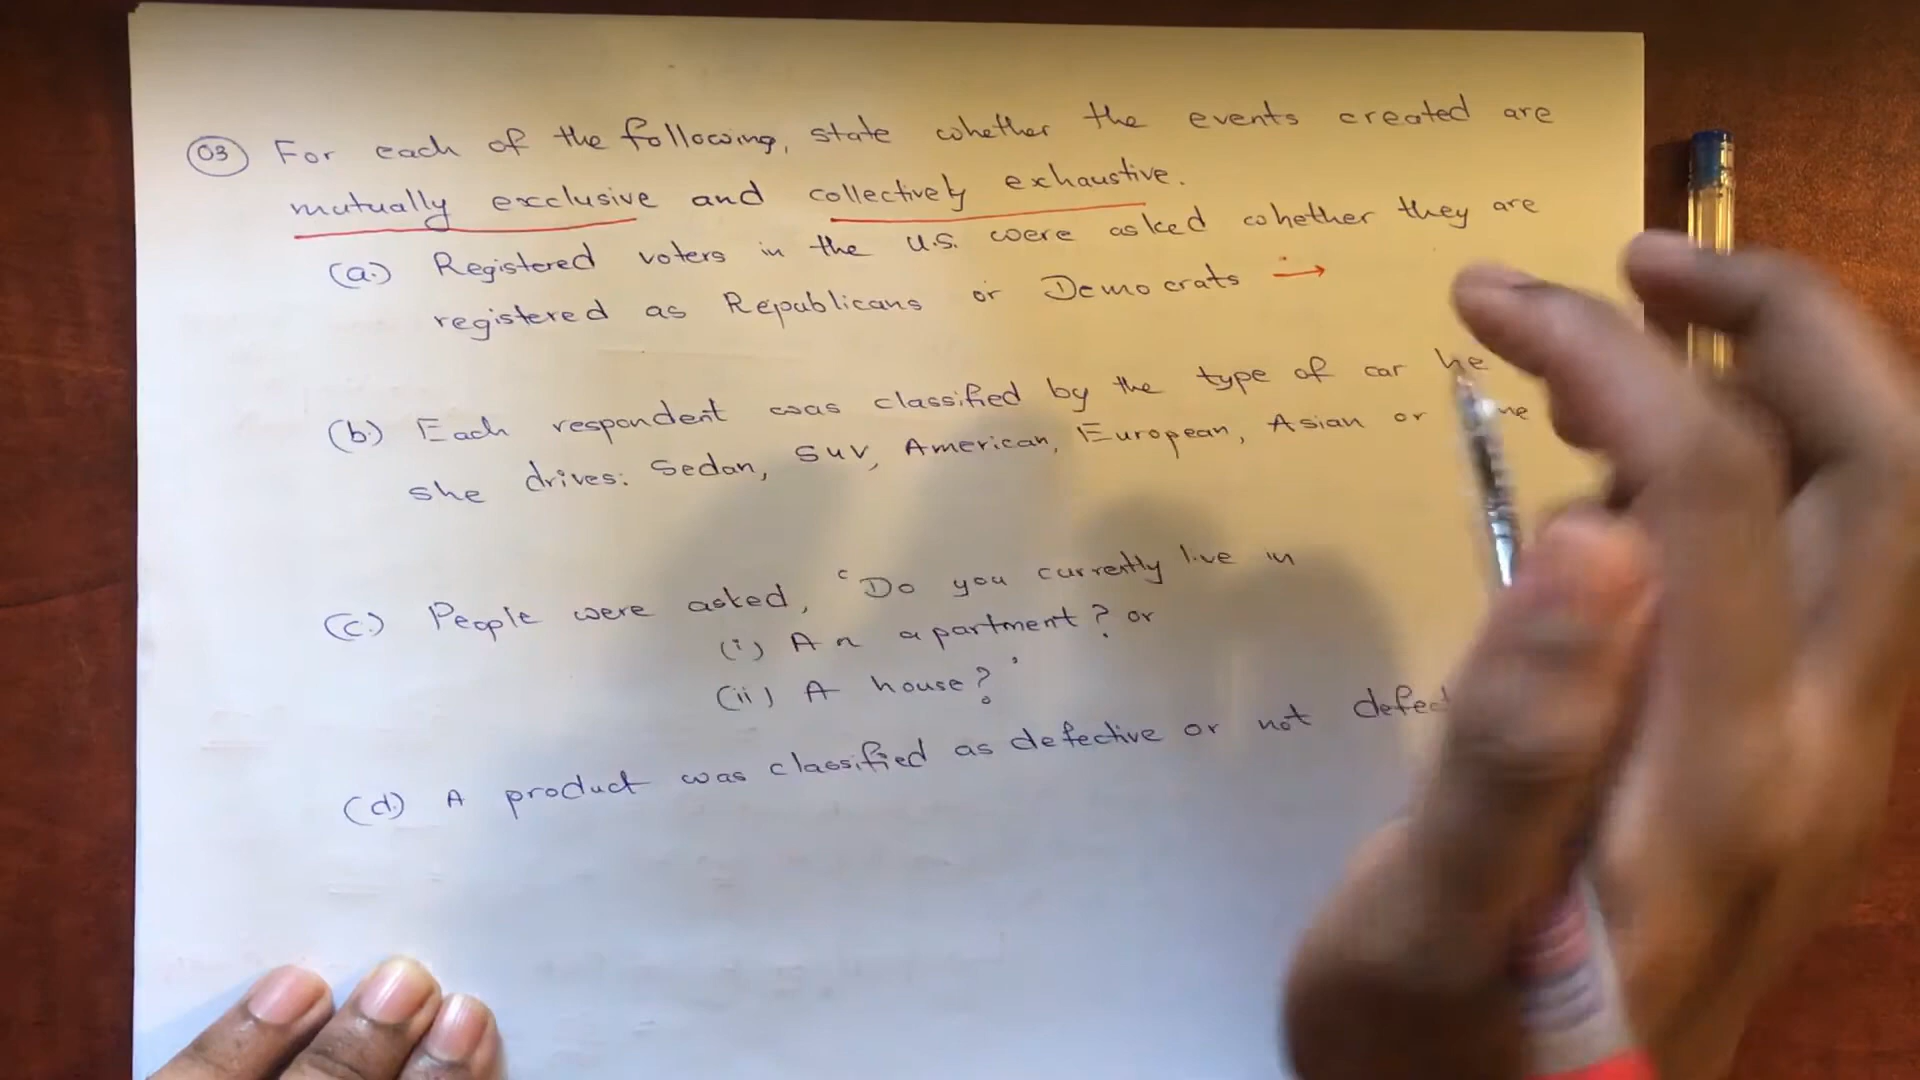 03 For each of the following, state whether the events created are
mutually exclusive and collectively exhaustive.
(a.) Registered voters in the U.S. were asked whether they are
registered as Republicans or Democrats →
(b.) Each respondent was classified by the type of car he
she drives: Sedan, SUV, American, European, Asian or
(c.) People were asked, ‘Do you currently live in
(i) An apartment? or
(ii) A house?’
(d.) A product was classified as defective or not